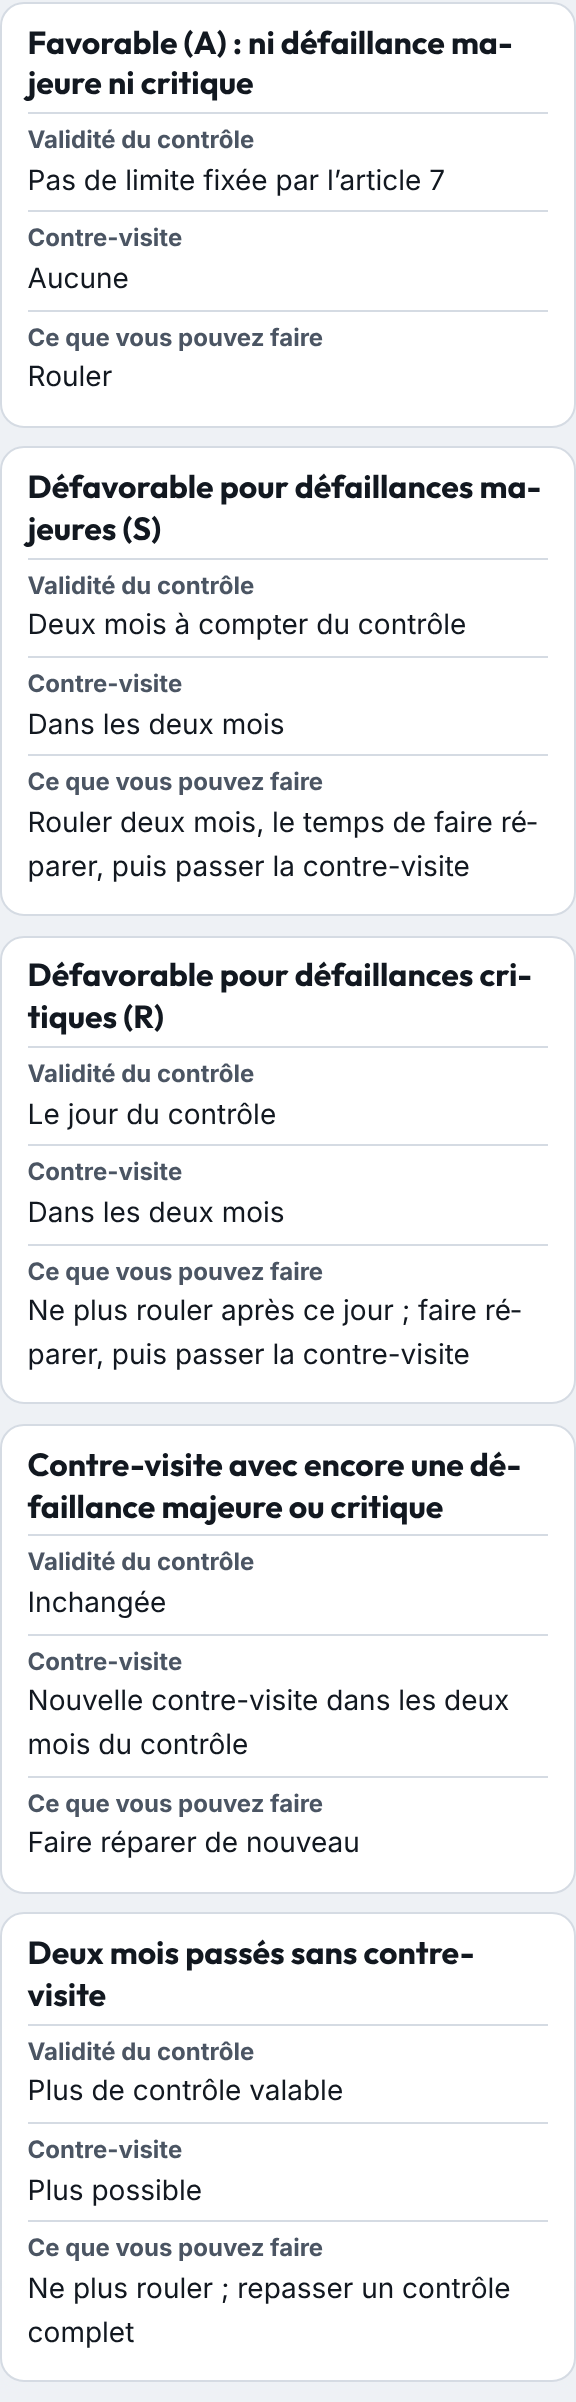 Favorable (A) : ni défaillance ma-
jeure ni critique
Validité du contrôle
Pas de limite fixée par l’article 7
Contre-visite
Aucune
Ce que vous pouvez faire
Rouler
Défavorable pour défaillances ma-
jeures (S)
Validité du contrôle
Deux mois à compter du contrôle
Contre-visite
Dans les deux mois
Ce que vous pouvez faire
Rouler deux mois, le temps de faire ré-
parer, puis passer la contre-visite
Défavorable pour défaillances cri-
tiques (R)
Validité du contrôle
Le jour du contrôle
Contre-visite
Dans les deux mois
Ce que vous pouvez faire
Ne plus rouler après ce jour ; faire ré-
parer, puis passer la contre-visite
Contre-visite avec encore une dé-
faillance majeure ou critique
Validité du contrôle
Inchangée
Contre-visite
Nouvelle contre-visite dans les deux
mois du contrôle
Ce que vous pouvez faire
Faire réparer de nouveau
Deux mois passés sans contre-
visite
Validité du contrôle
Plus de contrôle valable
Contre-visite
Plus possible
Ce que vous pouvez faire
Ne plus rouler ; repasser un contrôle
complet